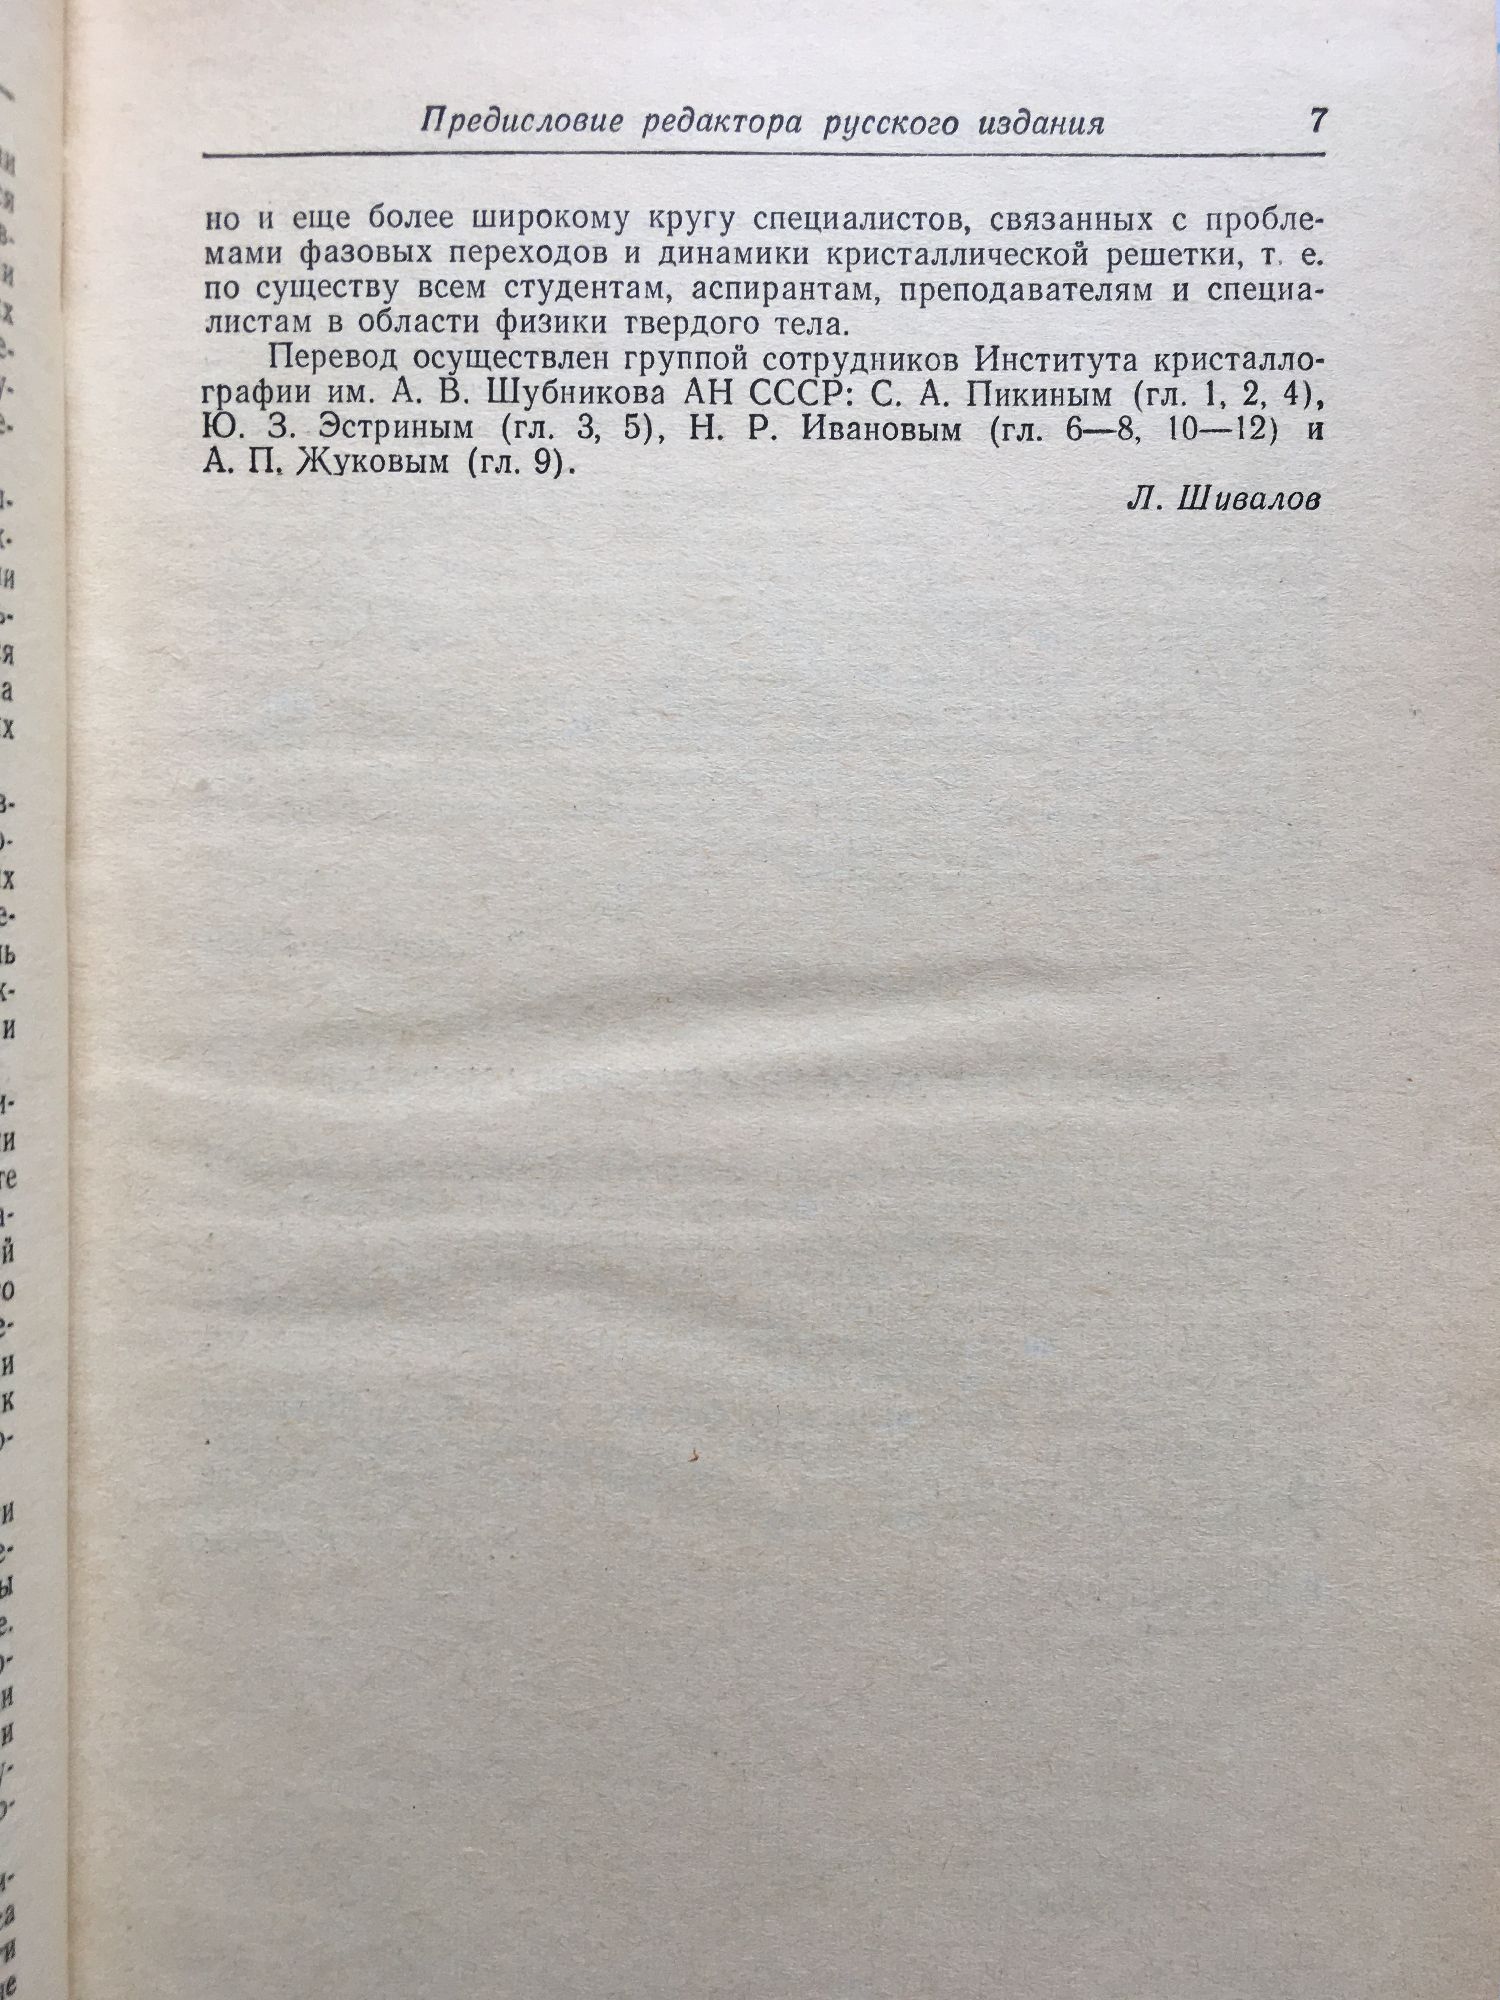 Предисловие редактора русского издания 7
но и еще более широкому кругу специалистов, связанных с пробле-
мами фазовых переходов и динамики кристаллической решетки, т. е.
по существу всем студентам, аспирантам, преподавателям и специа-
листам в области физики твердого тела.
Перевод осуществлен группой сотрудников Института кристалло-
графии им. А. В. Шубникова АН СССР: С. А. Пикиным (гл. 1, 2, 4),
Ю. З. Эстриным (гл. 3, 5), Н. Р. Ивановым (гл. 6—8, 10—12) и
А. П. Жуковым (гл. 9).
Л. Шивалов